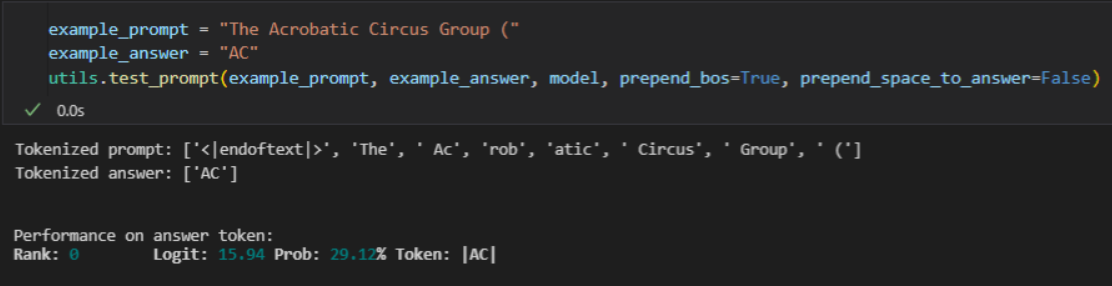 example_prompt = "The Acrobatic Circus Group ("
example_answer = "AC"
utils.test_prompt(example_prompt, example_answer, model, prepend_bos=True, prepend_space_to_answer=False)
✓ 0.0s
Tokenized prompt: ['<|endoftext|>', 'The', ' Ac', 'rob', 'atic', ' Circus', ' Group', ' (']
Tokenized answer: ['AC']
Performance on answer token:
Rank: 0 Logit: 15.94 Prob: 29.12% Token: |AC|